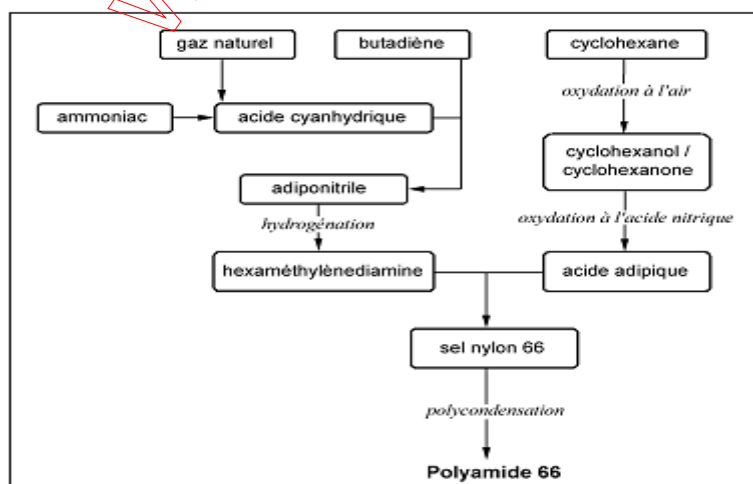 gaz naturel
butadiène
cyclohexane
oxydation à l'air
ammoniac
acide cyanhydrique
cyclohexanol /
cyclohexanone
adiponitrile
hydrogénation
oxydation à l'acide nitrique
hexaméthylènediamine
acide adipique
sel nylon 66
polycondensation
Polyamide 66